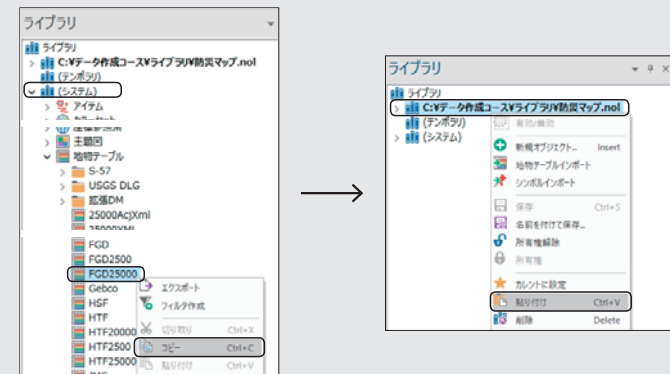 ライブラリ
ライブラリ
C:¥データ作成コース¥ライブラリ¥防災マップ.nol
(テンポラリ)
(システム)
アイテム
主題図
地物テーブル
S-57
USGS DLG
拡張DM
25000AcjXml
25000XML
FGD
FGD2500
FGD25000
Gebco
HSF
HTF
HTF20000
HTF2500
HTF25000
エクスポート
フィルタ作成
切り取り Ctrl+X
コピー Ctrl+C
貼り付け Ctrl+V
ライブラリ
ライブラリ
C:¥データ作成コース¥ライブラリ¥防災マップ.nol
(テンポラリ)
(システム)
有効/無効
新規オブジェクト... Insert
地物テーブルインポート
シンボルインポート
保存 Ctrl+S
名前を付けて保存...
所有権解除
所有権
カレントに設定
貼り付け Ctrl+V
削除 Delete